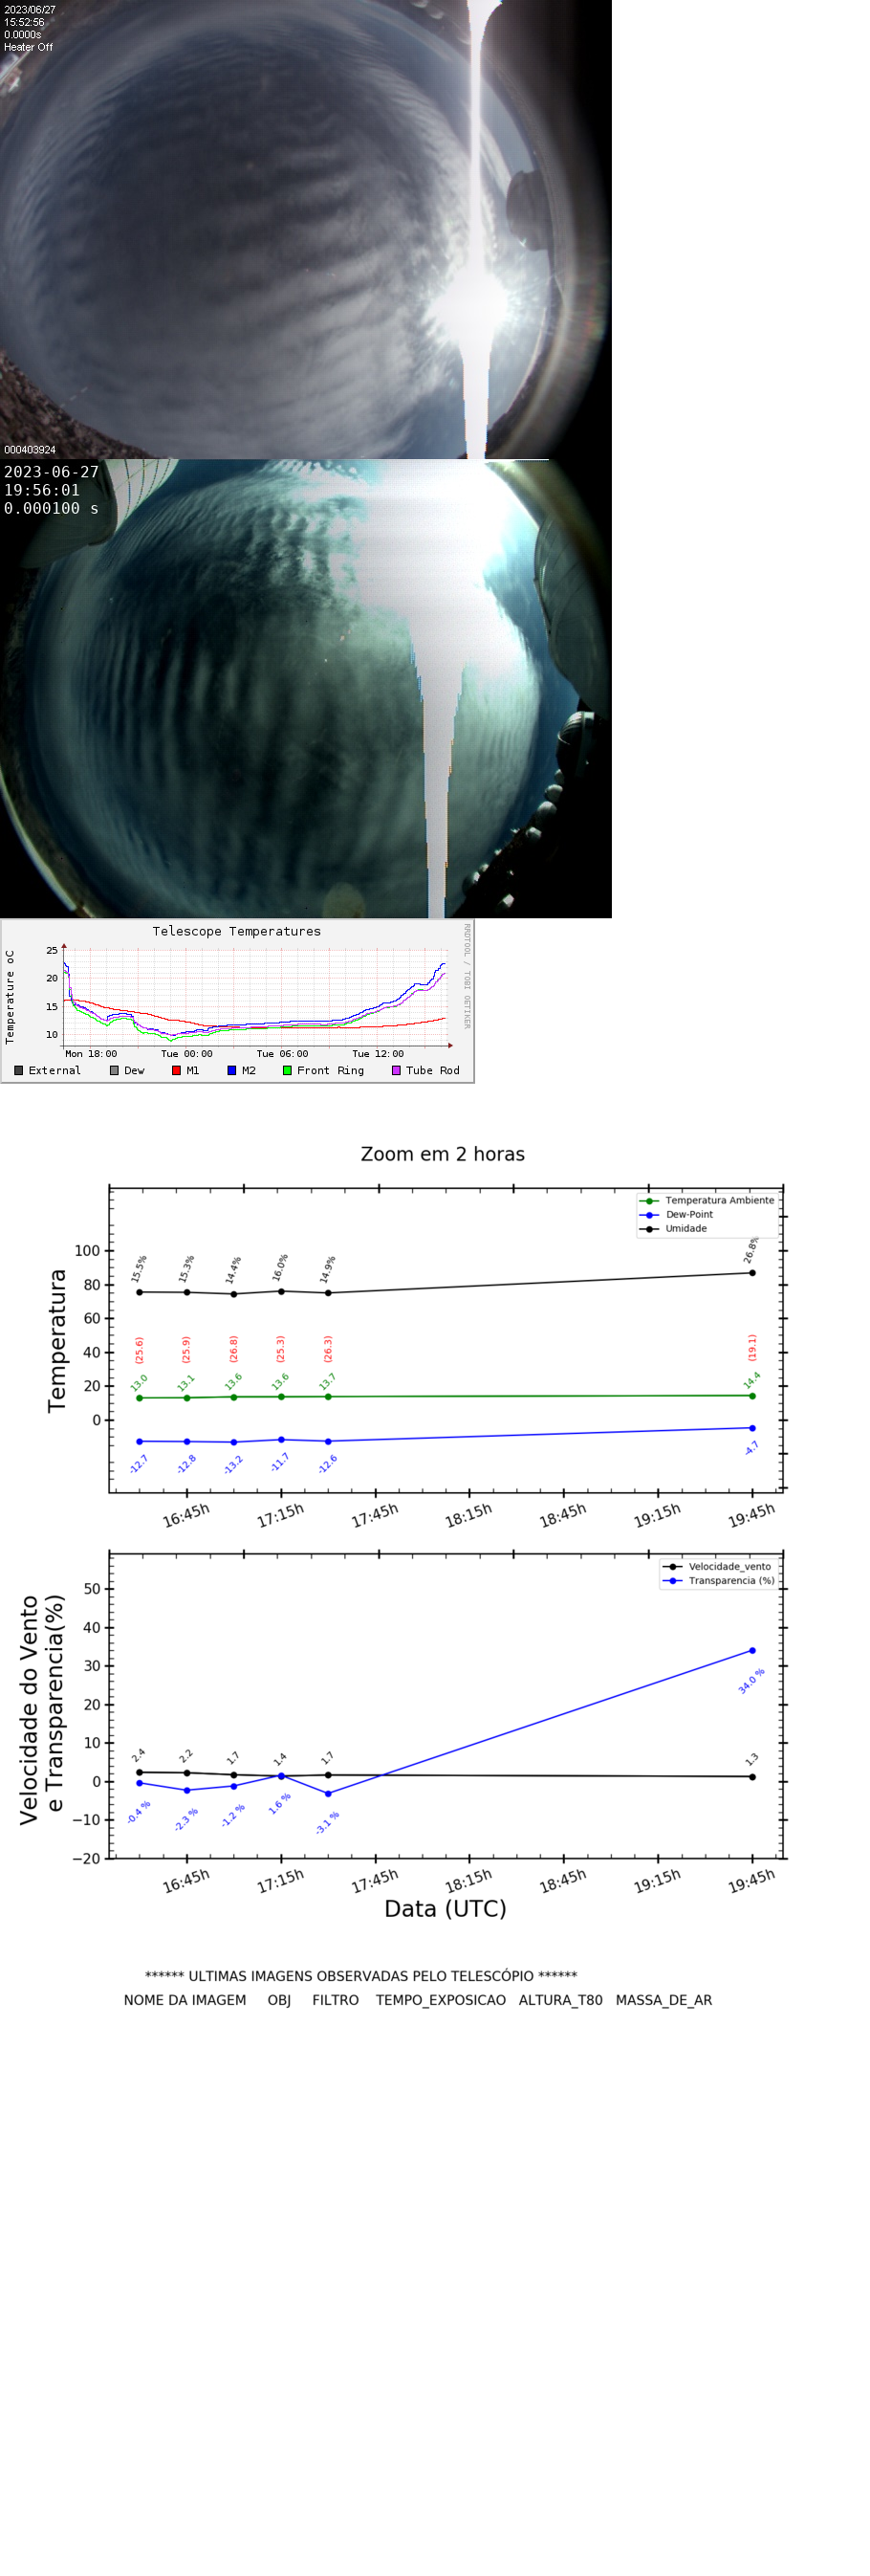 2023/06/27
15:52:56
0.0000s
Heater Off
000403924
2023-06-27
19:56:01
0.000100 s
Telescope Temperatures
RRDTOOL / TOBI OETIKER
Temperature oC
25
20
15
10
Mon 18:00 Tue 00:00 Tue 06:00 Tue 12:00
External Dew M1 M2 Front Ring Tube Rod
Zoom em 2 horas
Temperatura Ambiente
Dew-Point
Umidade
Temperatura
100
80
60
40
20
0
15.5% 15.3% 14.4% 16.0% 14.9% 26.8%
(25.6) (25.9) (26.8) (25.3) (26.3) (19.1)
13.0 13.1 13.6 13.6 13.7 14.4
-12.7 -12.8 -13.2 -11.7 -12.6 -4.7
16:45h 17:15h 17:45h 18:15h 18:45h 19:15h 19:45h
Velocidade_vento
Transparencia (%)
Velocidade do Vento
e Transparencia(%)
50
40
30
20
10
0
−10
−20
2.4 2.2 1.7 1.4 1.7 1.3
-0.4 % -2.3 % -1.2 % 1.6 % -3.1 % 34.0 %
16:45h 17:15h 17:45h 18:15h 18:45h 19:15h 19:45h
Data (UTC)
****** ULTIMAS IMAGENS OBSERVADAS PELO TELESCÓPIO ******
NOME DA IMAGEM OBJ FILTRO TEMPO_EXPOSICAO ALTURA_T80 MASSA_DE_AR